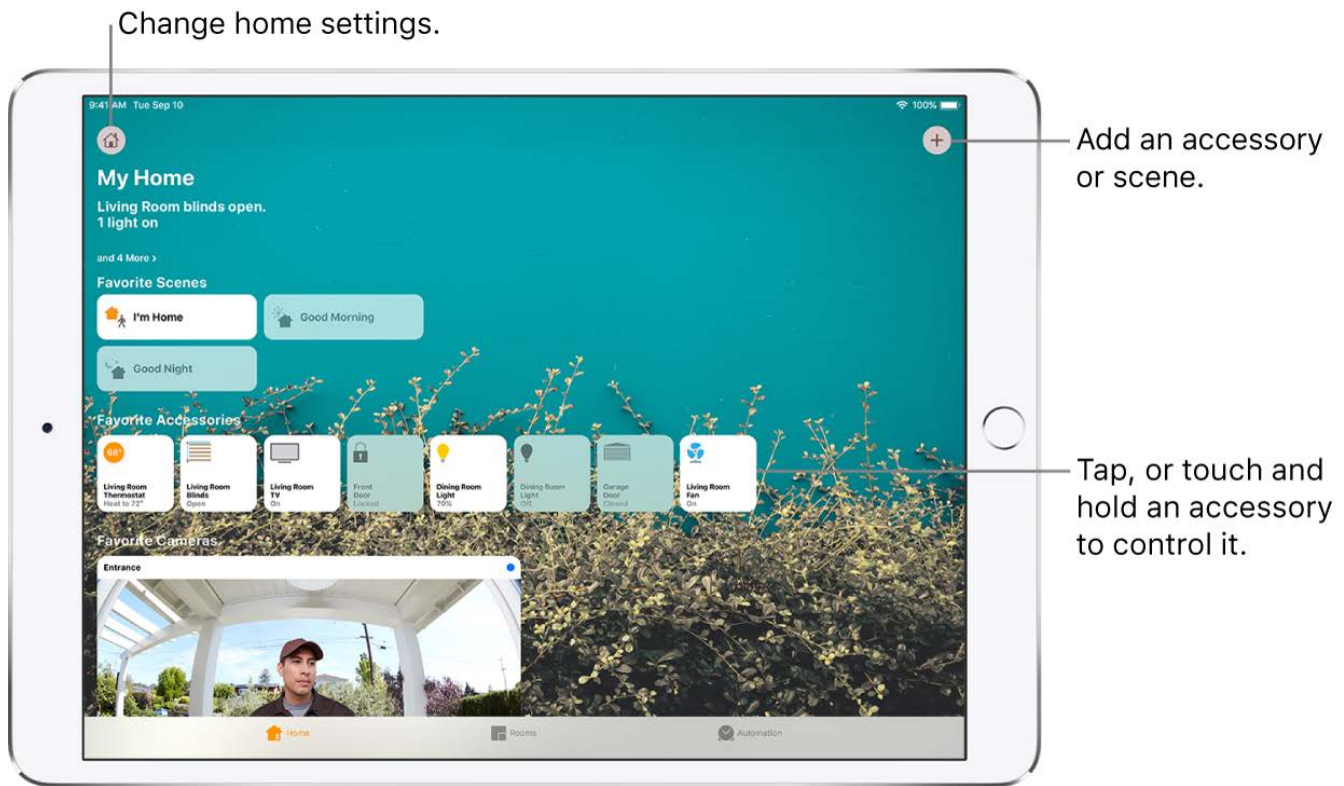 Change home settings.
9:41 AM Tue Sep 10
100%
My Home
Living Room blinds open.
1 light on
and 4 More >
Favorite Scenes
I'm Home
Good Morning
Good Night
Favorite Accessories
68°
Living Room
Thermostat
Heat to 72°
Living Room
Blinds
Open
Living Room
TV
On
Front
Door
Locked
Dining Room
Light
70%
Dining Room
Light
Off
Garage
Door
Closed
Living Room
Fan
On
Favorite Cameras
Entrance
Home
Rooms
Automation
Add an accessory
or scene.
Tap, or touch and
hold an accessory
to control it.